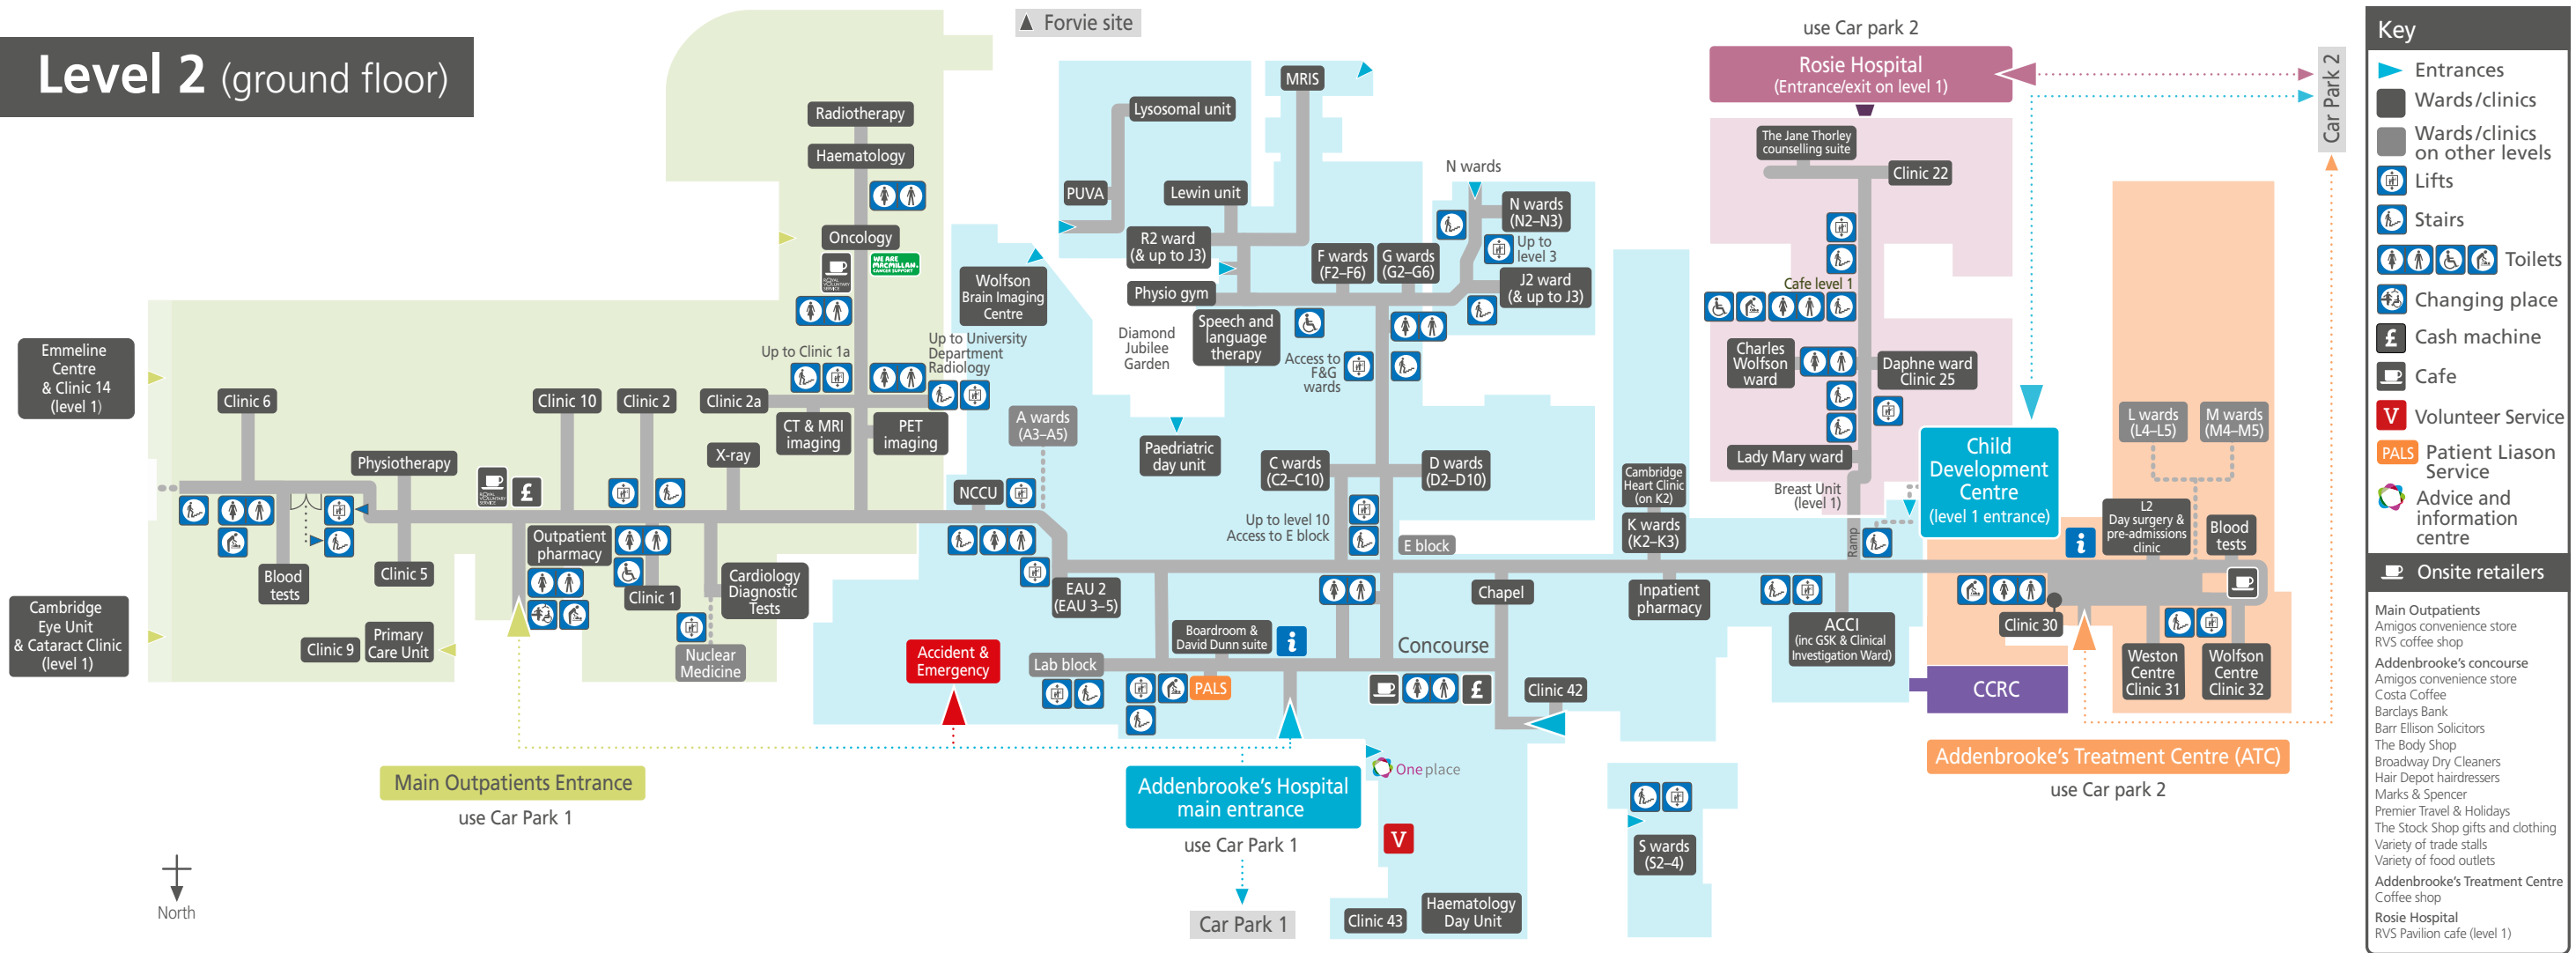 Level 2 (ground floor)
Forvie site
use Car park 2
Rosie Hospital
(Entrance/exit on level 1)
Car Park 2
Radiotherapy
Haematology
Oncology
ROYAL
VOLUNTARY
SERVICE
WE ARE
MACMILLAN.
CANCER SUPPORT
Up to Clinic 1a
Up to University
Department
Radiology
Clinic 2a
CT & MRI
imaging
PET
imaging
Emmeline
Centre
& Clinic 14
(level 1)
Clinic 6
Physiotherapy
Clinic 10
Clinic 2
X-ray
ROYAL
VOLUNTARY
SERVICE
£
Outpatient
pharmacy
Blood
tests
Clinic 5
Clinic 1
Cardiology
Diagnostic
Tests
Nuclear
Medicine
Cambridge
Eye Unit
& Cataract Clinic
(level 1)
Clinic 9
Primary
Care Unit
Main Outpatients Entrance
use Car Park 1
North
Wolfson
Brain Imaging
Centre
A wards
(A3–A5)
NCCU
EAU 2
(EAU 3–5)
Accident &
Emergency
Lysosomal unit
PUVA
MRIS
Lewin unit
R2 ward
(& up to J3)
Physio gym
Speech and
language
therapy
Diamond
Jubilee
Garden
Paedriatric
day unit
F wards
(F2–F6)
G wards
(G2–G6)
N wards
N wards
(N2–N3)
Up to
level 3
J2 ward
(& up to J3)
Access to
F&G
wards
C wards
(C2–C10)
D wards
(D2–D10)
Up to level 10
Access to E block
E block
Cambridge
Heart Clinic
(on K2)
K wards
(K2–K3)
Inpatient
pharmacy
Chapel
Concourse
Boardroom &
David Dunn suite
i
Lab block
PALS
£
Clinic 42
One place
V
Clinic 43
Haematology
Day Unit
S wards
(S2–4)
Addenbrooke's Hospital
main entrance
use Car Park 1
Car Park 1
The Jane Thorley
counselling suite
Clinic 22
Cafe level 1
Charles
Wolfson
ward
Daphne ward
Clinic 25
Lady Mary ward
Breast Unit
(level 1)
Ramp
Child
Development
Centre
(level 1 entrance)
ACCI
(inc GSK & Clinical
Investigation Ward)
CCRC
L wards
(L4–L5)
M wards
(M4–M5)
i
L2
Day surgery &
pre-admissions
clinic
Blood
tests
Clinic 30
Weston
Centre
Clinic 31
Wolfson
Centre
Clinic 32
Addenbrooke's Treatment Centre (ATC)
use Car park 2
Key
Entrances
Wards/clinics
Wards/clinics
on other levels
Lifts
Stairs
Toilets
Changing place
£ Cash machine
Cafe
V Volunteer Service
PALS Patient Liason
Service
Advice and
information
centre
Onsite retailers
Main Outpatients
Amigos convenience store
RVS coffee shop
Addenbrooke's concourse
Amigos convenience store
Costa Coffee
Barclays Bank
Barr Ellison Solicitors
The Body Shop
Broadway Dry Cleaners
Hair Depot hairdressers
Marks & Spencer
Premier Travel & Holidays
The Stock Shop gifts and clothing
Variety of trade stalls
Variety of food outlets
Addenbrooke's Treatment Centre
Coffee shop
Rosie Hospital
RVS Pavilion cafe (level 1)